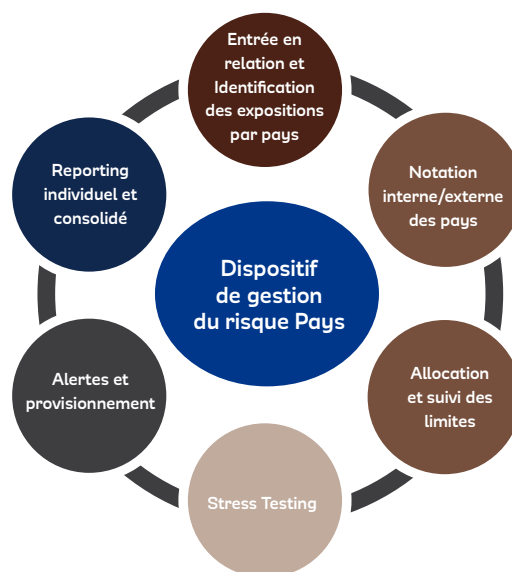 Entrée en
relation et
Identification
des expositions
par pays
Notation
interne/externe
des pays
Allocation
et suivi des
limites
Stress Testing
Alertes et
provisionnement
Reporting
individuel et
consolidé
Dispositif
de gestion
du risque Pays